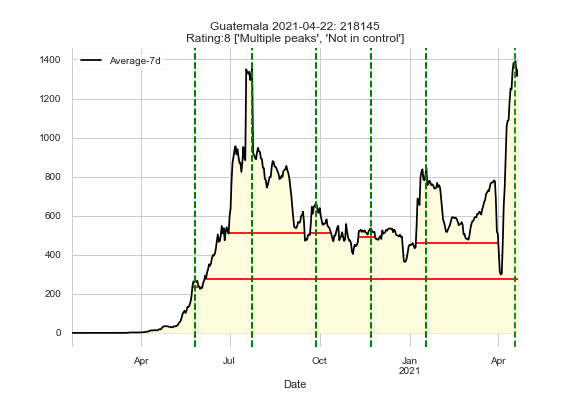 Guatemala 2021-04-22: 218145
Rating:8 ['Multiple peaks', 'Not in control']
Average-7d
1400
1200
1000
800
600
400
200
0
Apr
Jul
Oct
Jan
2021
Apr
Date